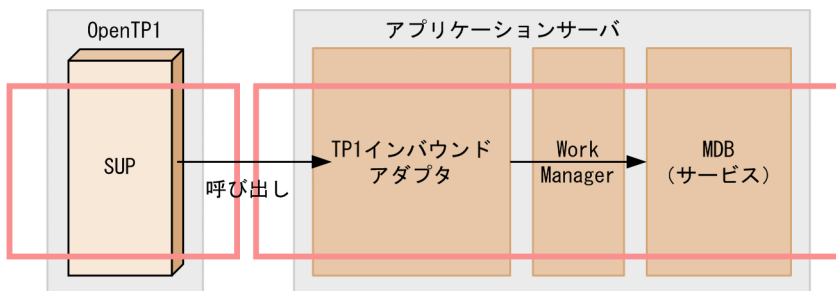 OpenTP1
アプリケーションサーバ
SUP
呼び出し
TP1インバウンド
アダプタ
Work
Manager
MDB
(サービス)